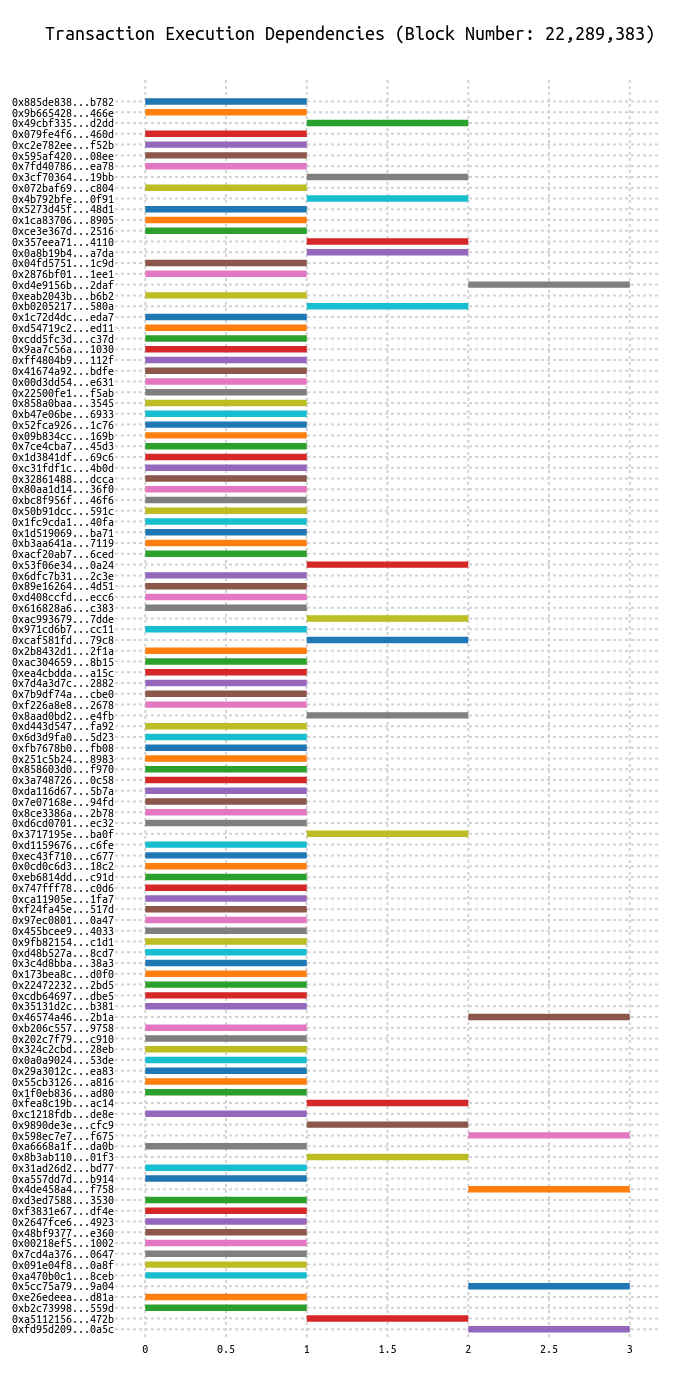 Transaction Execution Dependencies (Block Number: 22,289,383)
0x885de838...b782
0x9b665428...466e
0x49cbf335...d2dd
0x079fe4f6...460d
0xc2e782ee...f52b
0x595af420...08ee
0x7fd40786...ea78
0x3cf70364...19bb
0x072baf69...c804
0x4b792bfe...0f91
0x5273d45f...48d1
0x1ca83706...8905
0xce3e367d...2516
0x357eea71...4110
0x0a8b19b4...a7da
0x04fd5751...1c9d
0x2876bf01...1ee1
0xd4e9156b...2daf
0xeab2043b...b6b2
0xb0205217...580a
0x1c72d4dc...eda7
0xd54719c2...ed11
0xcdd5fc3d...c37d
0x9aa7c56a...1030
0xff4804b9...112f
0x41674a92...bdfe
0x00d3dd54...e631
0x22500fe1...f5ab
0x858a0baa...3545
0xb47e06be...6933
0x52fca926...1c76
0x09b834cc...169b
0x7ce4cba7...45d3
0x1d3841df...69c6
0xc31fdf1c...4b0d
0x32861488...dcca
0x80aa1d14...36f0
0xbc8f956f...46f6
0x50b91dcc...591c
0x1fc9cda1...40fa
0x1d519069...ba71
0xb3aa641a...7119
0xacf20ab7...6ced
0x53f06e34...0a24
0x6dfc7b31...2c3e
0x89e16264...4d51
0xd408ccfd...ecc6
0x616828a6...c383
0xac993679...7dde
0x971cd6b7...cc11
0xcaf581fd...79c8
0x2b8432d1...2f1a
0xac304659...8b15
0xea4cbdda...a15c
0x7d4a3d7c...2882
0x7b9df74a...cbe0
0xf226a8e8...2678
0x8aad0bd2...e4fb
0xd443d547...fa92
0x6d3d9fa0...5d23
0xfb7678b0...fb08
0x251c5b24...8983
0x858603d0...f970
0x3a748726...0c58
0xda116d67...5b7a
0x7e07168e...94fd
0x8ce3386a...2b78
0xd6cd0701...ec32
0x3717195e...ba0f
0xd1159676...c6fe
0xec43f710...c677
0x0cd0c6d3...18c2
0xeb6814dd...c91d
0x747fff78...c0d6
0xca11905e...1fa7
0xf24fa45e...517d
0x97ec0801...0a47
0x455bcee9...4033
0x9fb82154...c1d1
0xd48b527a...8cd7
0x3c4d8bba...38a3
0x173bea8c...d0f0
0x22472232...2bd5
0xcdb64697...dbe5
0x35131d2c...b381
0x46574a46...2b1a
0xb206c557...9758
0x202c7f79...c910
0x324c2cbd...28eb
0x0a0a9024...53de
0x29a3012c...ea83
0x55cb3126...a816
0x1f0eb836...ad80
0xfea8c19b...ac14
0xc1218fdb...de8e
0x9890de3e...cfc9
0x598ec7e7...f675
0xa6668a1f...da0b
0x8b3ab110...01f3
0x31ad26d2...bd77
0xa557dd7d...b914
0x4de458a4...f758
0xd3ed7588...3530
0xf3831e67...df4e
0x2647fce6...4923
0x48bf9377...e360
0x00218ef5...1002
0x7cd4a376...0647
0x091e04f8...0a8f
0xa470b0c1...8ceb
0x5cc75a79...9a04
0xe26edeea...d81a
0xb2c73998...559d
0xa5112156...472b
0xfd95d209...0a5c
0 0.5 1 1.5 2 2.5 3